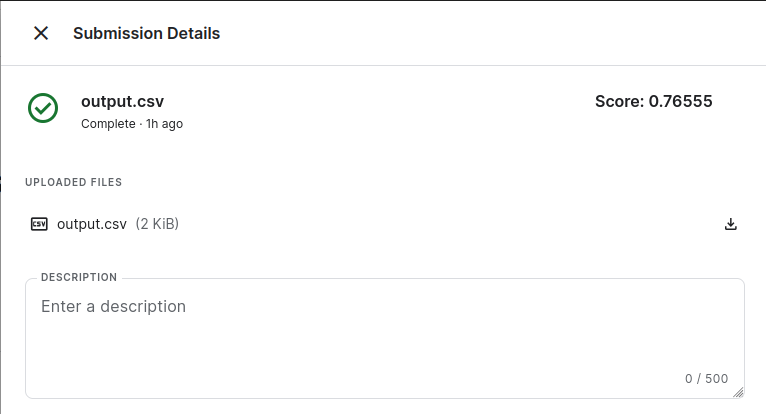 Submission Details
output.csv
Score: 0.76555
Complete · 1h ago
UPLOADED FILES
CSV
output.csv (2 KiB)
DESCRIPTION
Enter a description
0 / 500